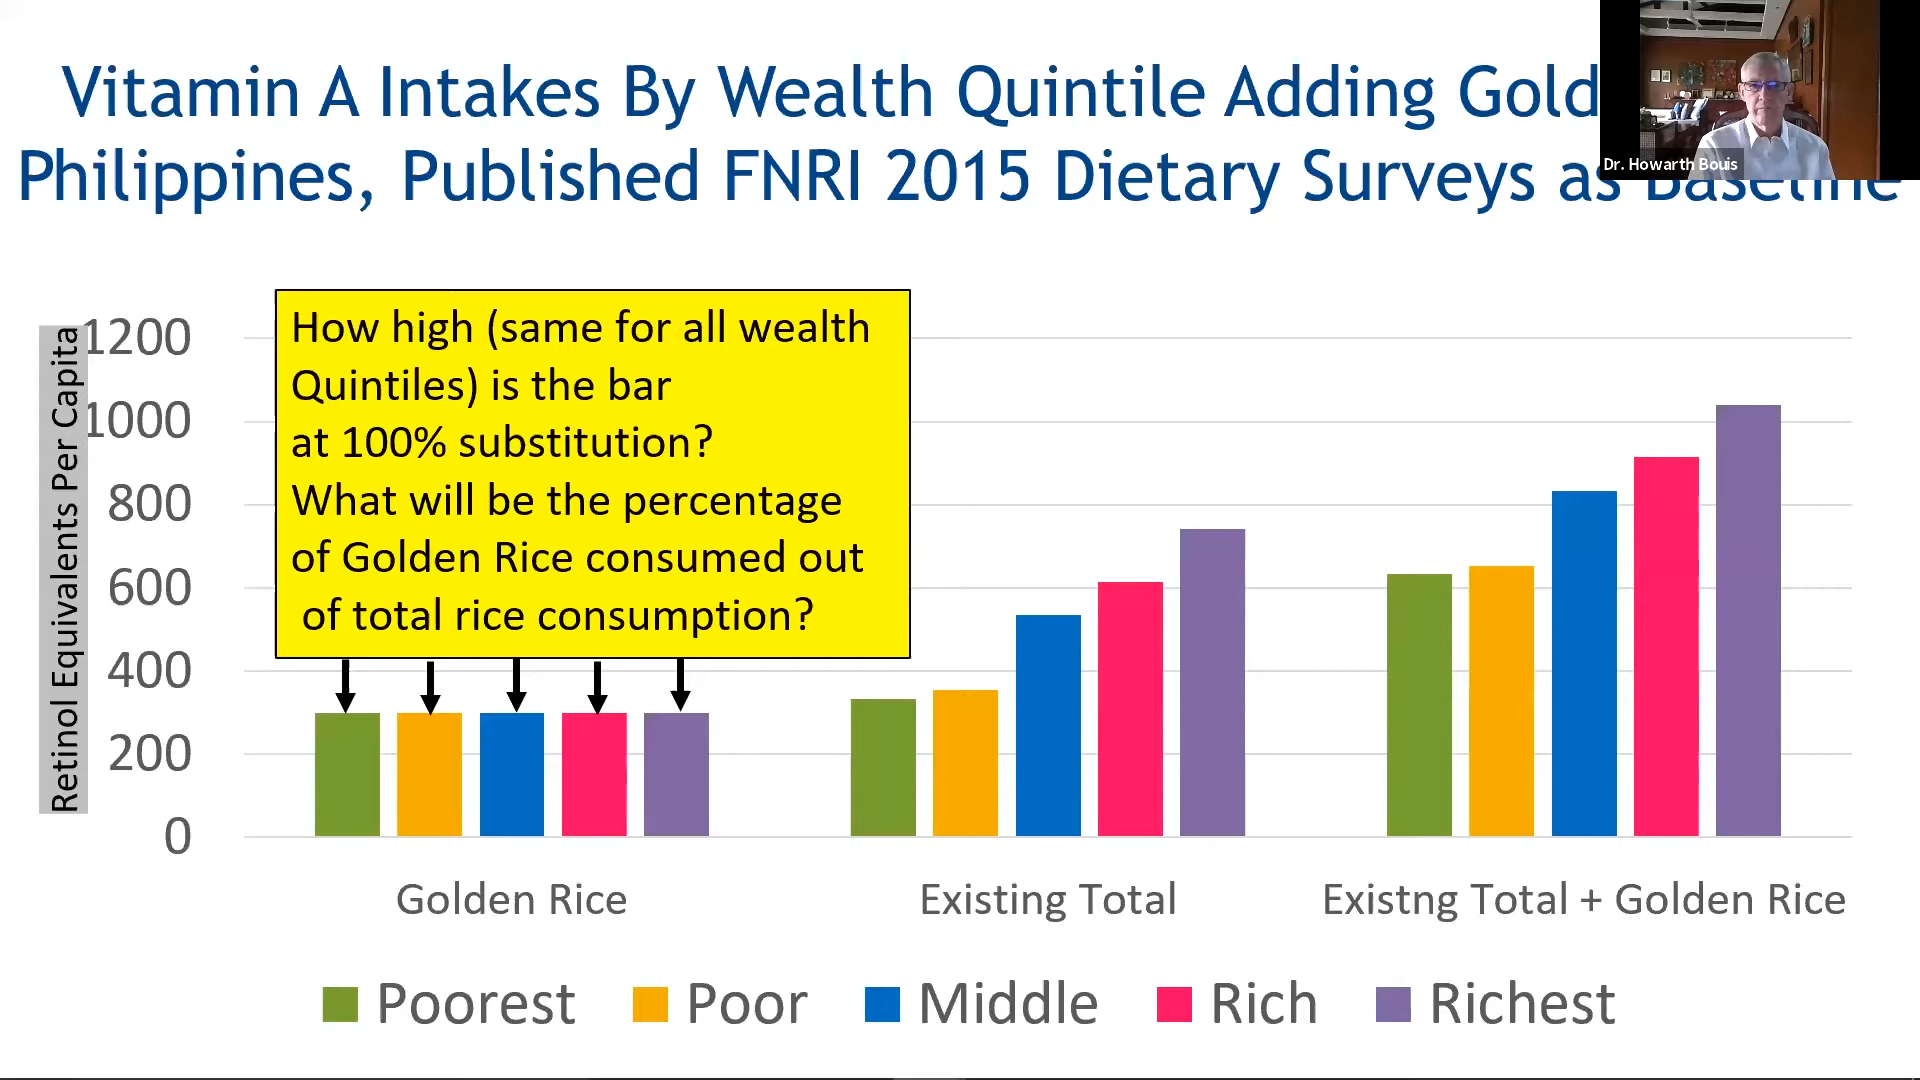 Vitamin A Intakes By Wealth Quintile Adding Gold
Philippines, Published FNRI 2015 Dietary Surveys as Baseline
Dr. Howarth Bouis
How high (same for all wealth
Quintiles) is the bar
at 100% substitution?
What will be the percentage
of Golden Rice consumed out
of total rice consumption?
Retinol Equivalents Per Capita
1200
1000
800
600
400
200
0
Golden Rice
Existing Total
Existng Total + Golden Rice
Poorest
Poor
Middle
Rich
Richest